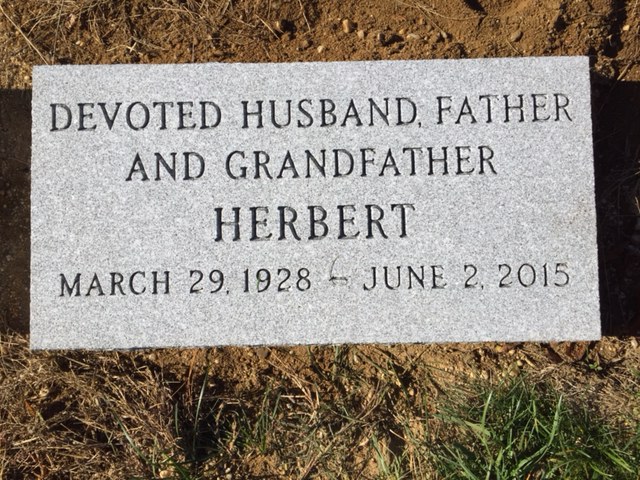 DEVOTED HUSBAND, FATHER
AND GRANDFATHER
HERBERT
MARCH 29, 1928 – JUNE 2, 2015